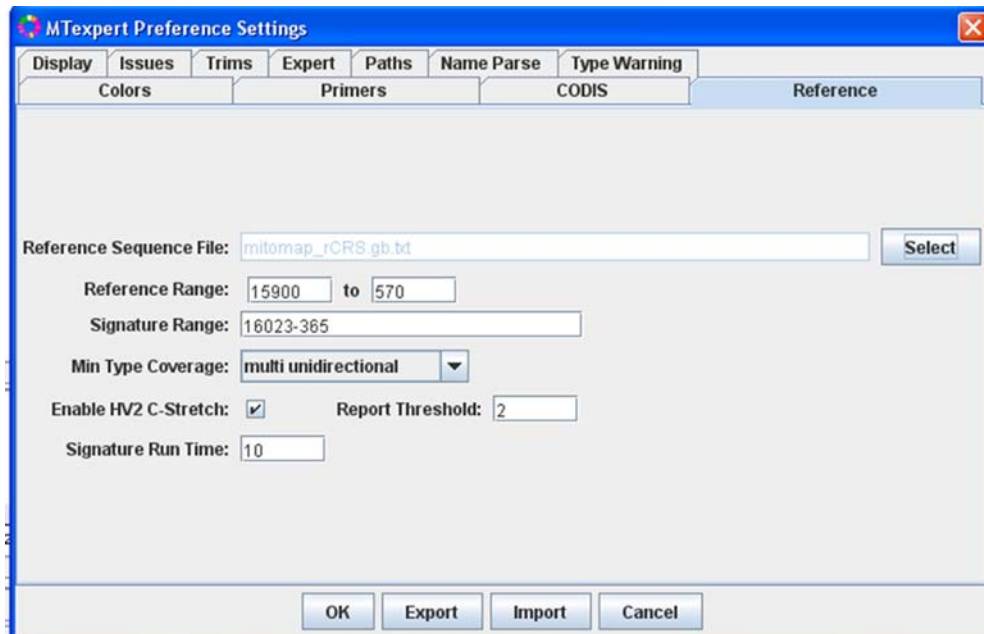 MTexpert Preference Settings
Display Issues Trims Expert Paths Name Parse Type Warning
Colors Primers CODIS Reference
Reference Sequence File: mitomap_rCRS.gb.txt Select
Reference Range: 15900 to 570
Signature Range: 16023-365
Min Type Coverage: multi unidirectional
Enable HV2 C-Stretch: Report Threshold: 2
Signature Run Time: 10
OK Export Import Cancel